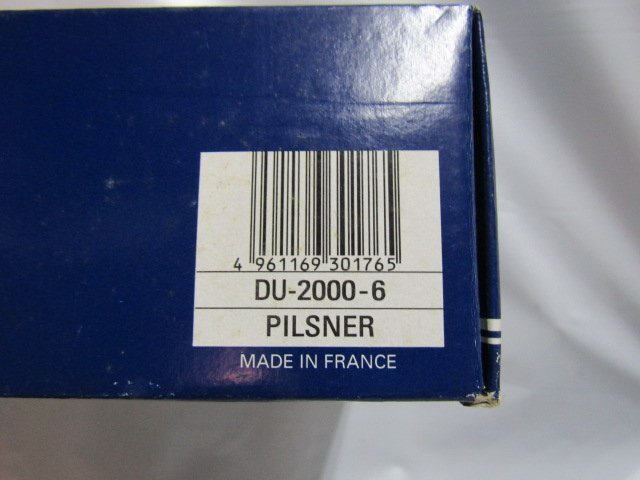 4 961169 301765
DU-2000-6
PILSNER
MADE IN FRANCE